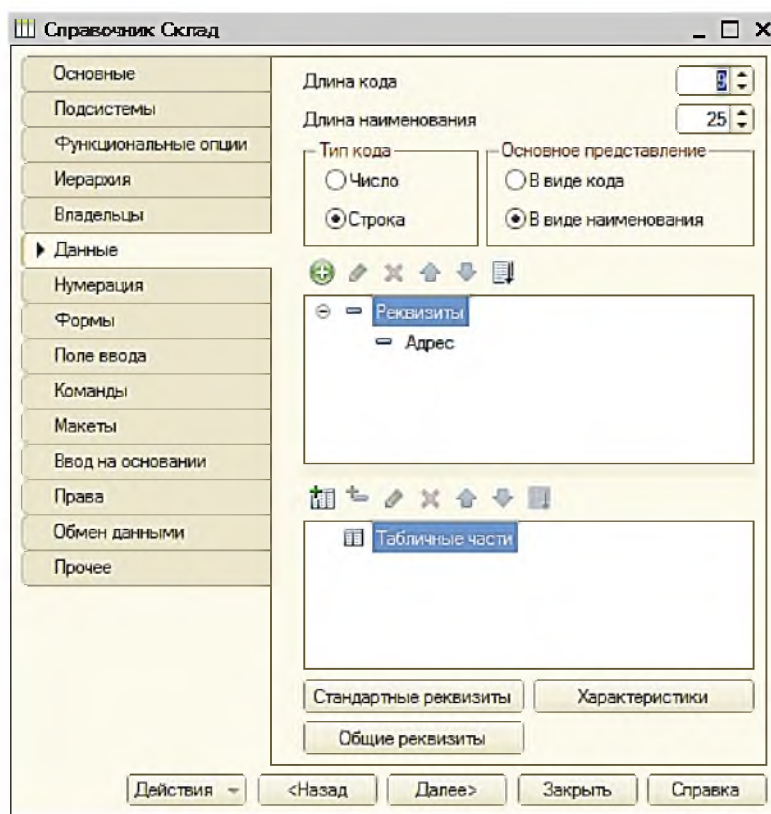 Справочник Склад
Основные
Подсистемы
Функциональные опции
Иерархия
Владельцы
Данные
Нумерация
Формы
Поле ввода
Команды
Макеты
Ввод на основании
Права
Обмен данными
Прочее
Длина кода 9
Длина наименования 25
Тип кода
Число
Строка
Основное представление
В виде кода
В виде наименования
Реквизиты
Адрес
Табличные части
Стандартные реквизиты Характеристики
Общие реквизиты
Действия <Назад Далее> Закрыть Справка